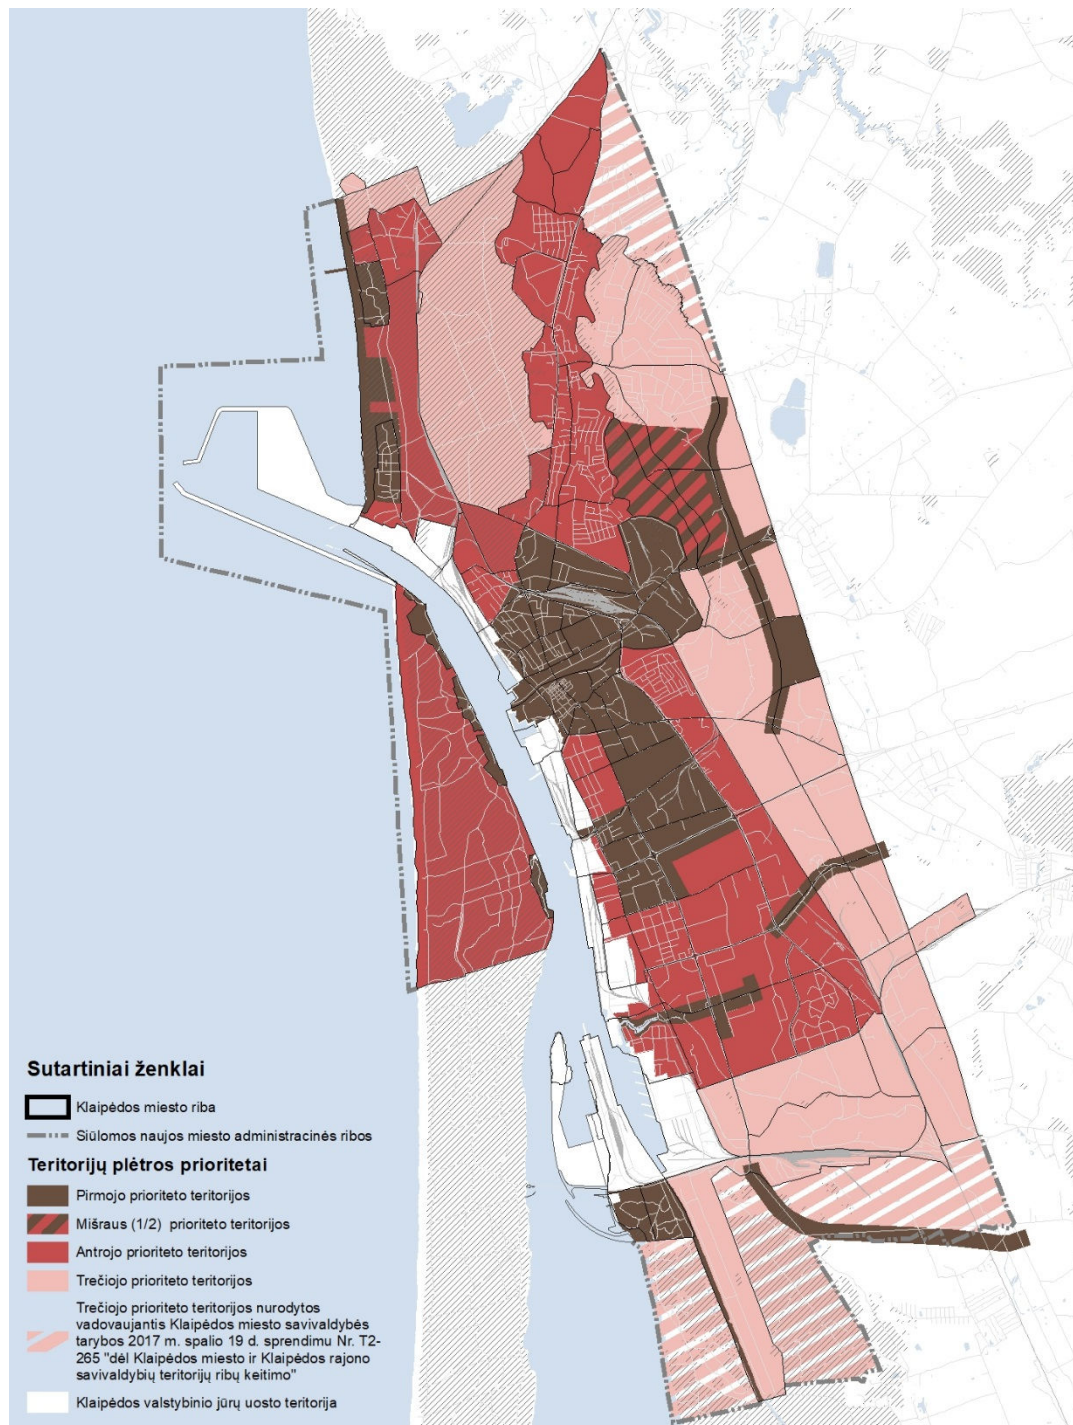 Sutartiniai ženklai
Klaipėdos miesto riba
Siūlomos naujos miesto administracinės ribos
Teritorijų plėtros prioritetai
Pirmojo prioriteto teritorijos
Mišraus (1/2) prioriteto teritorijos
Antrojo prioriteto teritorijos
Trečiojo prioriteto teritorijos
Trečiojo prioriteto teritorijos nurodytos
vadovaujantis Klaipėdos miesto savivaldybės
tarybos 2017 m. spalio 19 d. sprendimu Nr. T2-
265 "dėl Klaipėdos miesto ir Klaipėdos rajono
savivaldybių teritorijų ribų keitimo"
Klaipėdos valstybinio jūrų uosto teritorija